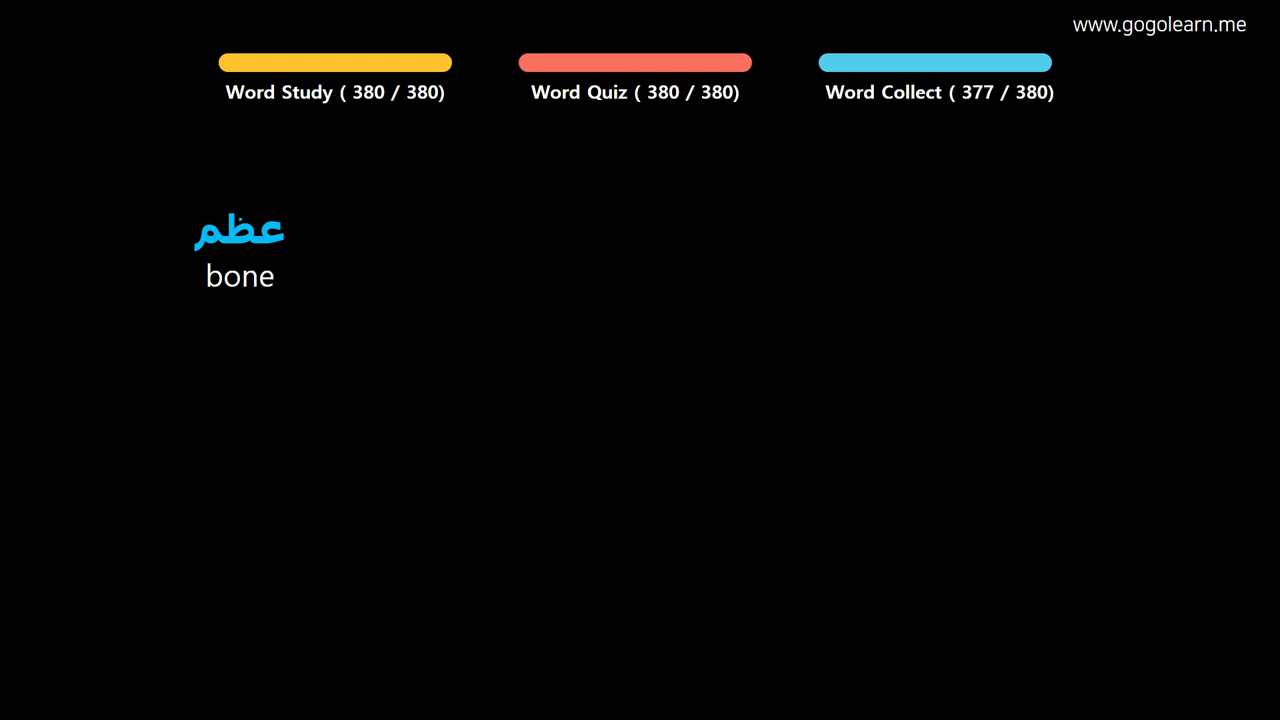 www.gogolearn.me
Word Study ( 380 / 380)
Word Quiz ( 380 / 380)
Word Collect ( 377 / 380)
عظم
bone